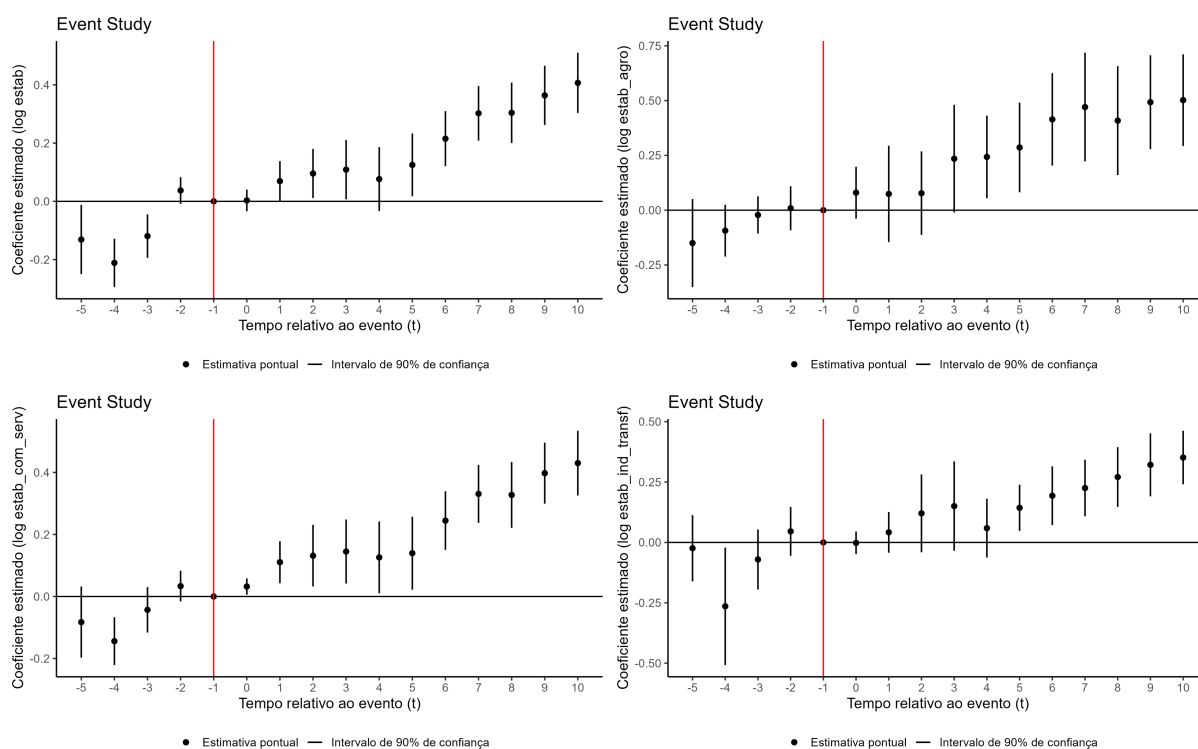 Event Study
Coeficiente estimado (log estab)
0.4
0.2
0.0
-0.2
-5 -4 -3 -2 -1 0 1 2 3 4 5 6 7 8 9 10
Tempo relativo ao evento (t)
Estimativa pontual Intervalo de 90% de confiança
Event Study
Coeficiente estimado (log estab_agro)
0.75
0.50
0.25
0.00
-0.25
-5 -4 -3 -2 -1 0 1 2 3 4 5 6 7 8 9 10
Tempo relativo ao evento (t)
Estimativa pontual Intervalo de 90% de confiança
Event Study
Coeficiente estimado (log estab_com_serv)
0.4
0.2
0.0
-0.2
-5 -4 -3 -2 -1 0 1 2 3 4 5 6 7 8 9 10
Tempo relativo ao evento (t)
Estimativa pontual Intervalo de 90% de confiança
Event Study
Coeficiente estimado (log estab_ind_transf)
0.50
0.25
0.00
-0.25
-0.50
-5 -4 -3 -2 -1 0 1 2 3 4 5 6 7 8 9 10
Tempo relativo ao evento (t)
Estimativa pontual Intervalo de 90% de confiança